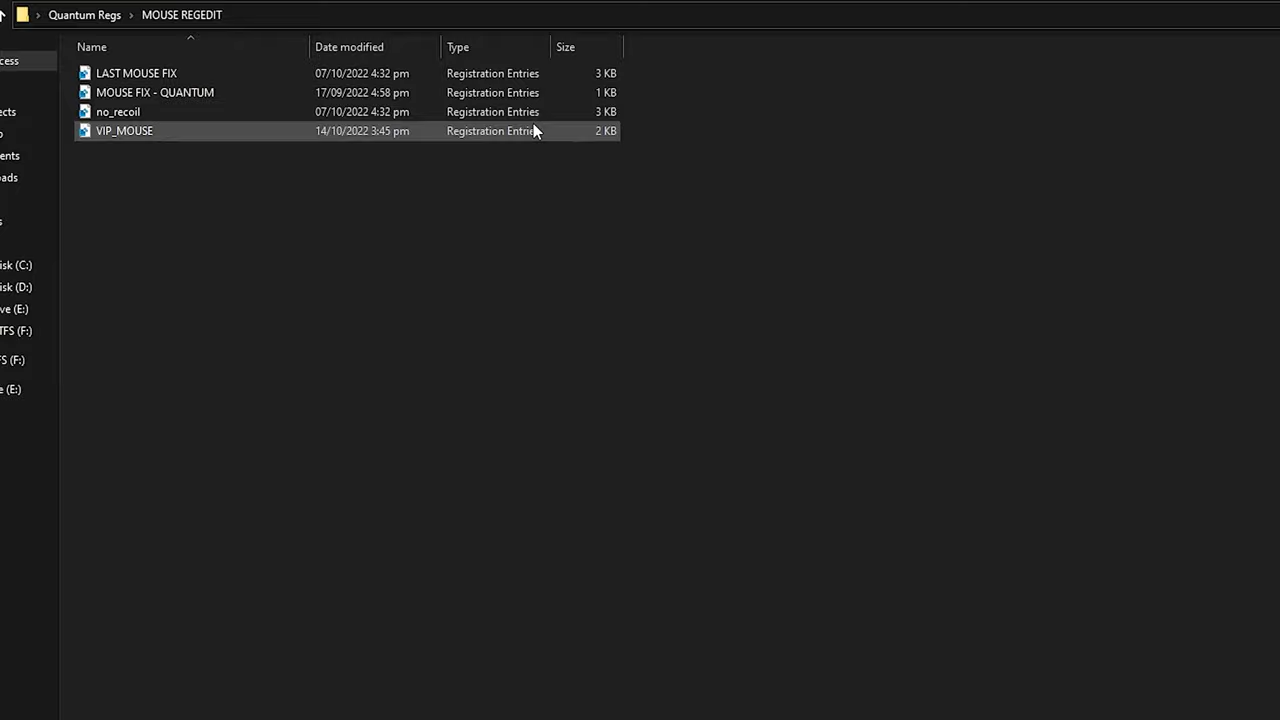 Quantum Regs > MOUSE REGEDIT
Name Date modified Type Size
cess
LAST MOUSE FIX 07/10/2022 4:32 pm Registration Entries 3 KB
MOUSE FIX - QUANTUM 17/09/2022 4:58 pm Registration Entries 1 KB
ects
no_recoil 07/10/2022 4:32 pm Registration Entries 3 KB
o
VIP_MOUSE 14/10/2022 3:45 pm Registration Entries 2 KB
ents
oads
s
isk (C:)
isk (D:)
ve (E:)
TFS (F:)
FS (F:)
e (E:)